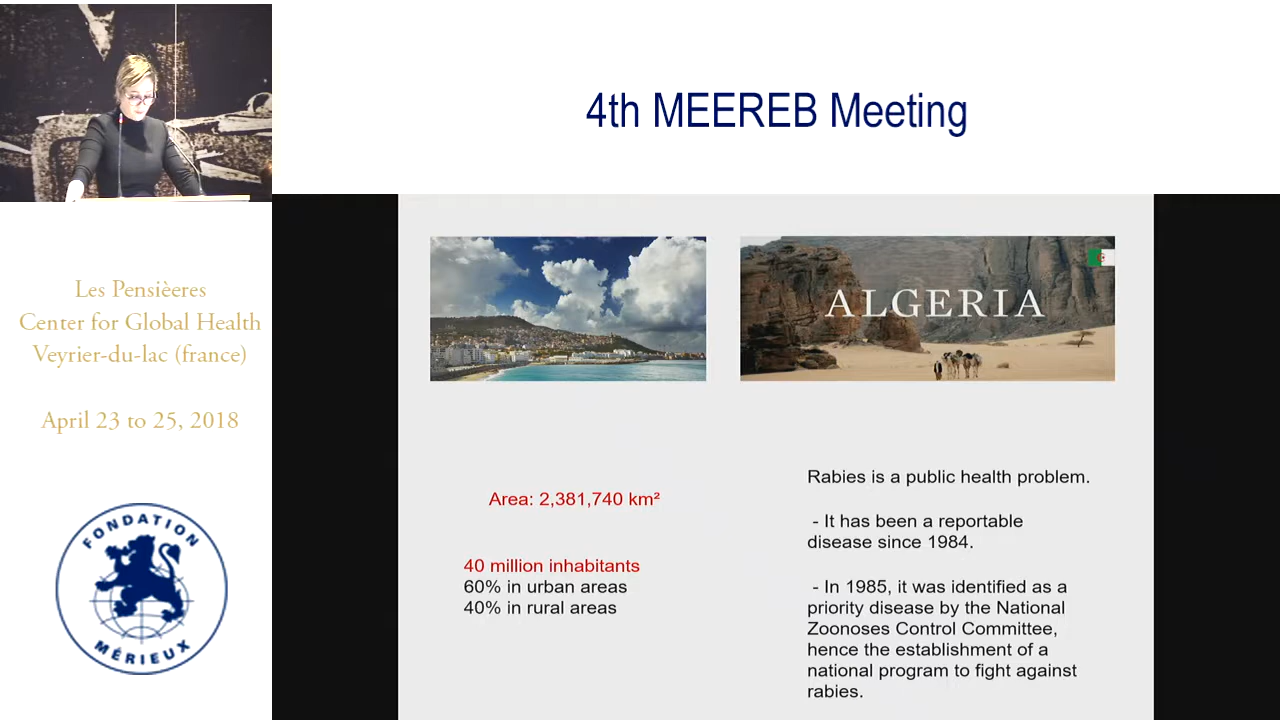 4th MEEREB Meeting
Les Pensièeres
Center for Global Health
Veyrier-du-lac (france)
April 23 to 25, 2018
FONDATION
MÉRIEUX
ALGERIA
Area: 2,381,740 km²
40 million inhabitants
60% in urban areas
40% in rural areas
Rabies is a public health problem.
- It has been a reportable
disease since 1984.
- In 1985, it was identified as a
priority disease by the National
Zoonoses Control Committee,
hence the establishment of a
national program to fight against
rabies.